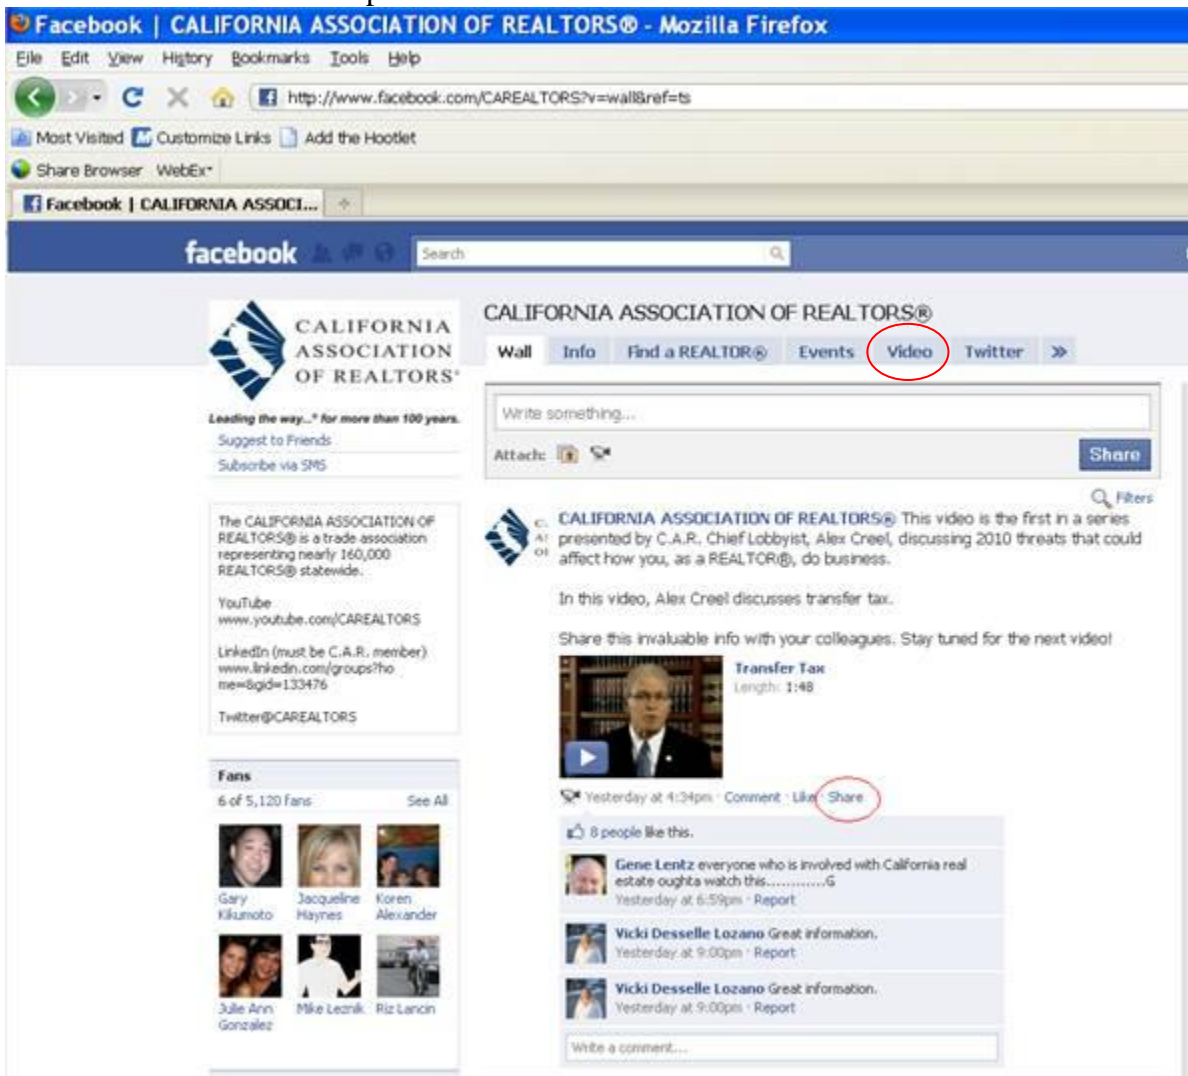 Facebook | CALIFORNIA ASSOCIATION OF REALTORS® - Mozilla Firefox
File Edit View History Bookmarks Tools Help
http://www.facebook.com/CAREALTORS?v=wall&ref=ts
Most Visited Customize Links Add the Hootlet
Share Browser WebEx
Facebook | CALIFORNIA ASSOCI...
facebook Search
CALIFORNIA
ASSOCIATION
OF REALTORS®
Leading the way...® for more than 100 years.
Suggest to Friends
Subscribe via SMS
The CALIFORNIA ASSOCIATION OF
REALTORS® is a trade association
representing nearly 160,000
REALTORS® statewide.
YouTube
www.youtube.com/CAREALTORS
LinkedIn (must be C.A.R. member)
www.linkedin.com/groups?ho
me=&gid=133476
Twitter@CAREALTORS
Fans
6 of 5,120 fans See All
Gary
Kikumoto
Jacqueline
Haynes
Koren
Alexander
Julie Ann
Gonzalez
Mike Leznik
Riz Lancin
CALIFORNIA ASSOCIATION OF REALTORS®
Wall Info Find a REALTOR® Events Video Twitter »
Write something...
Attach: Share
Filters
CALIFORNIA ASSOCIATION OF REALTORS® This video is the first in a series
presented by C.A.R. Chief Lobbyist, Alex Creel, discussing 2010 threats that could
affect how you, as a REALTOR®, do business.
In this video, Alex Creel discusses transfer tax.
Share this invaluable info with your colleagues. Stay tuned for the next video!
Transfer Tax
Length: 1:48
Yesterday at 4:34pm · Comment · Like · Share
8 people like this.
Gene Lentz everyone who is involved with California real
estate oughta watch this.............G
Yesterday at 6:59pm · Report
Vicki Desselle Lozano Great information.
Yesterday at 9:00pm · Report
Vicki Desselle Lozano Great information.
Yesterday at 9:00pm · Report
Write a comment...